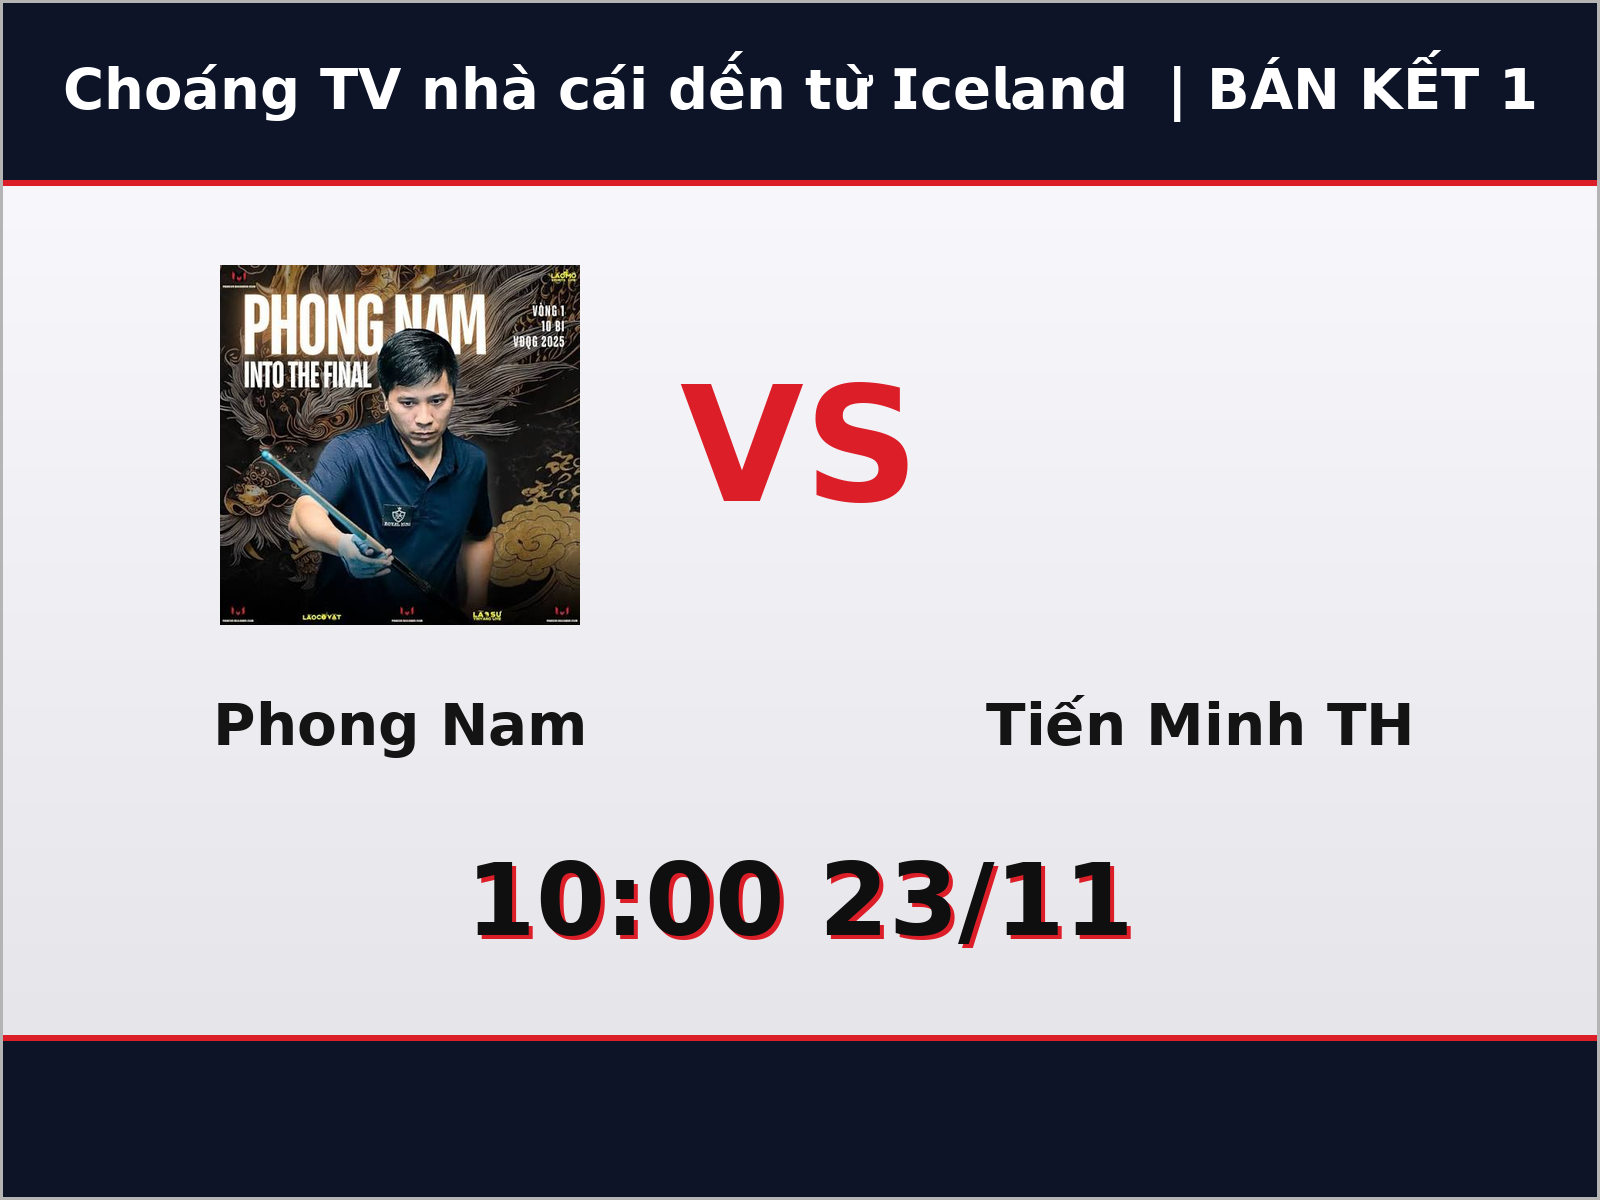 Choáng TV nhà cái dến từ Iceland | BÁN KẾT 1
PHONG NAM
INTO THE FINAL
VÒNG 1
10 BI
VĐQG 2025
VS
Phong Nam
Tiến Minh TH
10:00 23/11